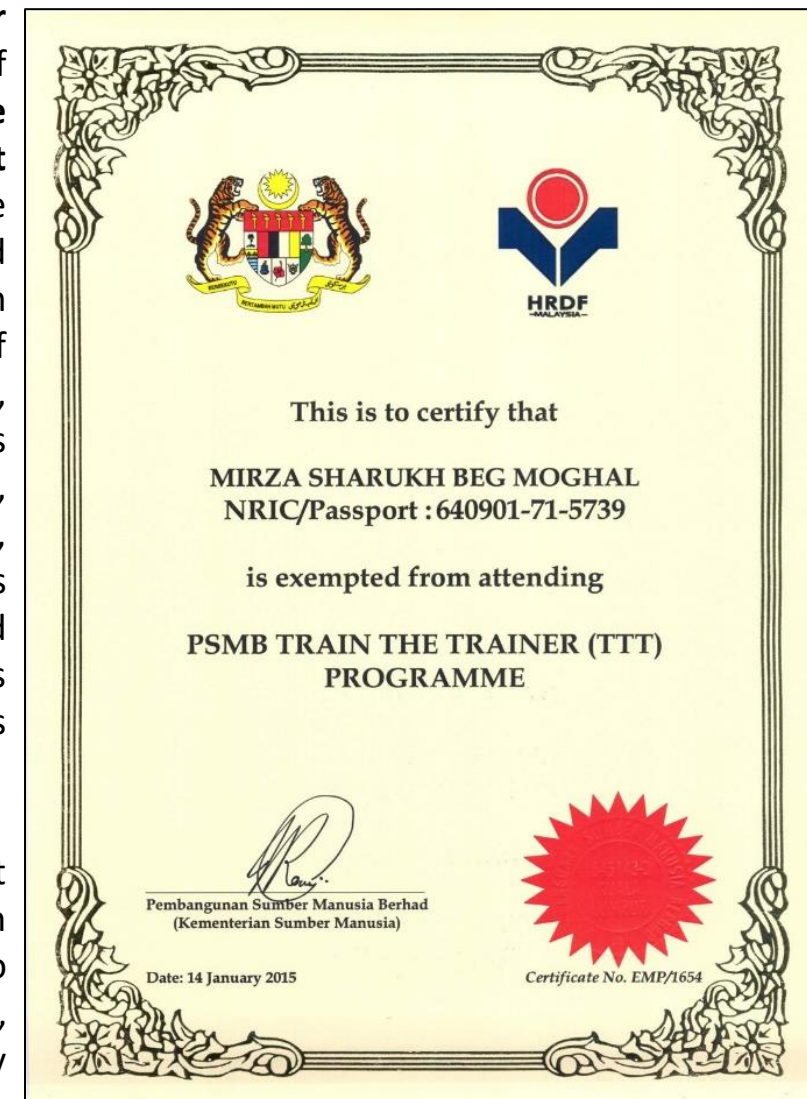 BERTAMBAH MUTU
HRDF
-MALAYSIA-
This is to certify that
MIRZA SHARUKH BEG MOGHAL
NRIC/Passport : 640901-71-5739
is exempted from attending
PSMB TRAIN THE TRAINER (TTT)
PROGRAMME
Pembangunan Sumber Manusia Berhad
(Kementerian Sumber Manusia)
Date: 14 January 2015
Certificate No. EMP/1654